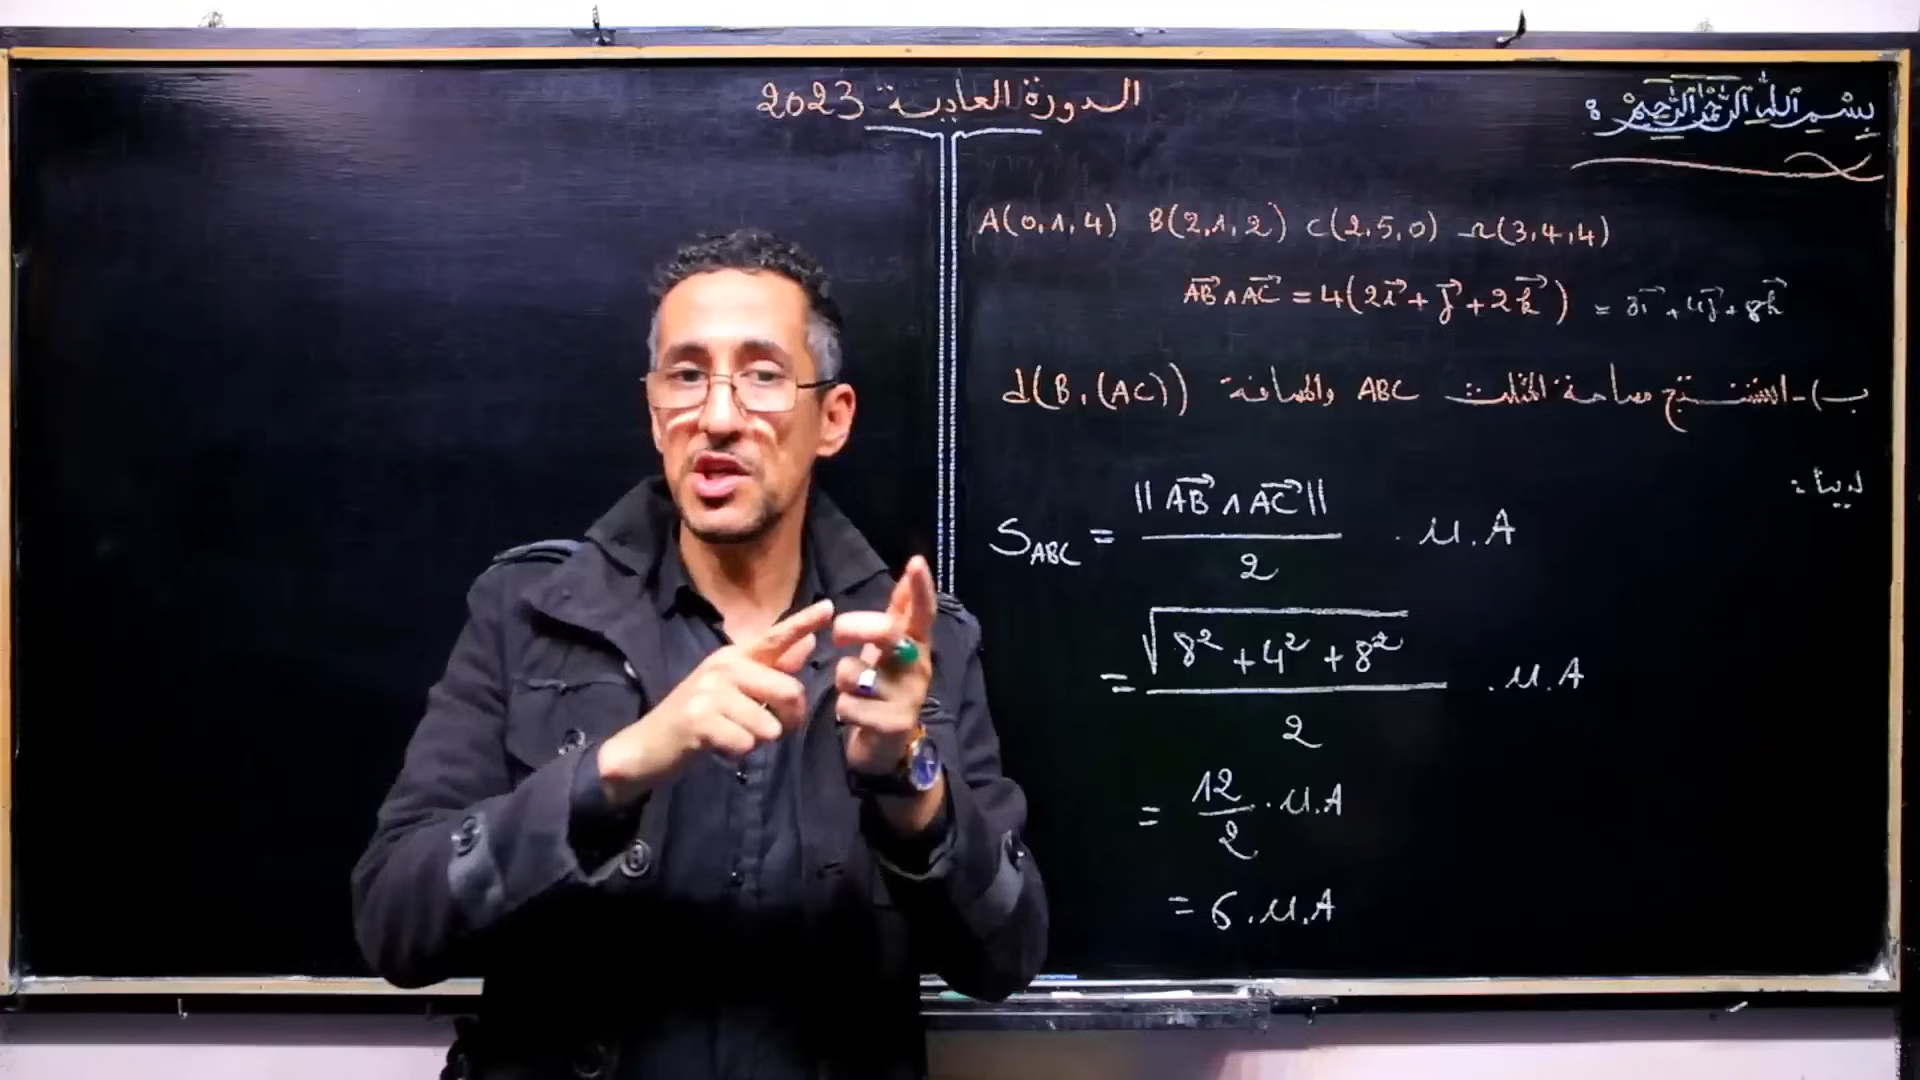 الدورة العادية 2023
بسم الله الرحمن الرحيم :
A(0,1,4) B(2,1,2) C(2,5,0) Ω(3,4,4)
AB∧AC = 4(2i + j + 2k) = 8i + 4j + 8k
ب)- استنتج مساحة المثلث ABC والمسافة d(B,(AC))
لدينا :
S_ABC = ||AB∧AC|| / 2 . u.A
= √(8² + 4² + 8²) / 2 . u.A
= 12/2 . u.A
= 6 . u.A